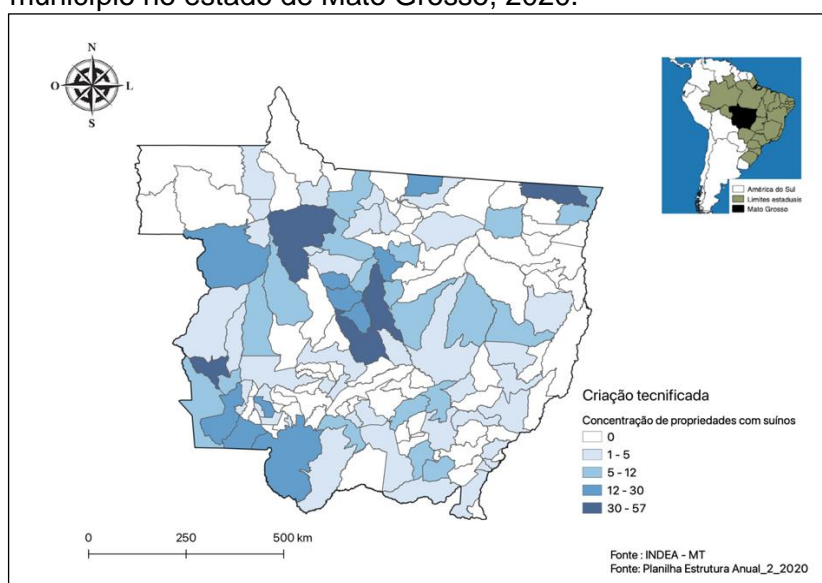 município no estado de Mato Grosso, 2020.
N
O
L
S
América do Sul
Limites estaduais
Mato Grosso
Criação tecnificada
Concentração de propriedades com suínos
0
1 - 5
5 - 12
12 - 30
30 - 57
0 250 500 km
Fonte : INDEA - MT
Fonte: Planilha Estrutura Anual_2_2020